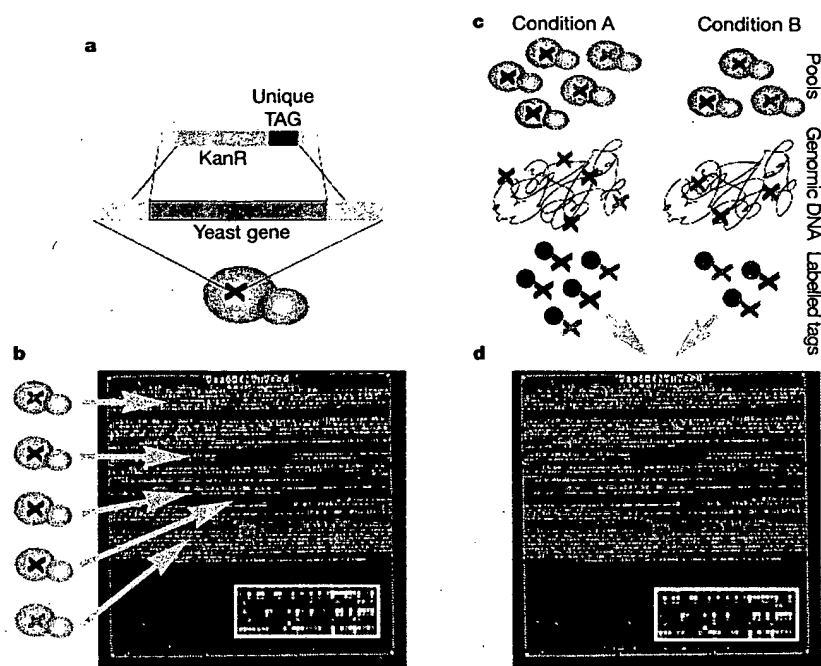 a
Unique
TAG
KanR
Yeast gene
b
c
Condition A
Condition B
Pools
Genomic DNA
Labelled tags
d